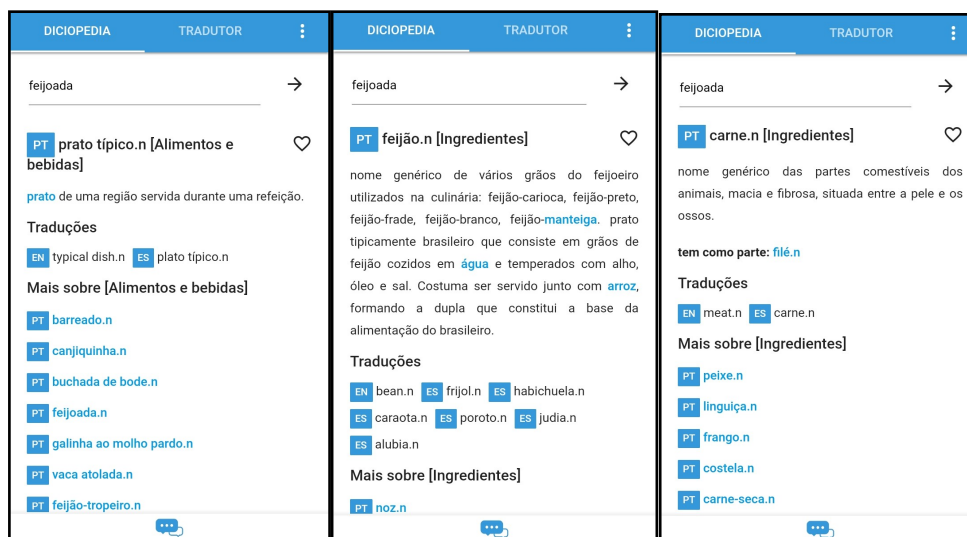 DICIOPEDIA TRADUTOR
feijoada
PT prato típico.n [Alimentos e
bebidas]
prato de uma região servida durante uma refeição.
Traduções
EN typical dish.n ES plato típico.n
Mais sobre [Alimentos e bebidas]
PT barreado.n
PT canjiquinha.n
PT buchada de bode.n
PT feijoada.n
PT galinha ao molho pardo.n
PT vaca atolada.n
PT feijão-tropeiro.n
DICIOPEDIA TRADUTOR
feijoada
PT feijão.n [Ingredientes]
nome genérico de vários grãos do feijoeiro
utilizados na culinária: feijão-carioca, feijão-preto,
feijão-frade, feijão-branco, feijão-manteiga. prato
tipicamente brasileiro que consiste em grãos de
feijão cozidos em água e temperados com alho,
óleo e sal. Costuma ser servido junto com arroz,
formando a dupla que constitui a base da
alimentação do brasileiro.
Traduções
EN bean.n ES frijol.n ES habichuela.n
ES caraota.n ES poroto.n ES judia.n
ES alubia.n
Mais sobre [Ingredientes]
PT noz.n
DICIOPEDIA TRADUTOR
feijoada
PT carne.n [Ingredientes]
nome genérico das partes comestíveis dos
animais, macia e fibrosa, situada entre a pele e os
ossos.
tem como parte: filé.n
Traduções
EN meat.n ES carne.n
Mais sobre [Ingredientes]
PT peixe.n
PT linguiça.n
PT frango.n
PT costela.n
PT carne-seca.n